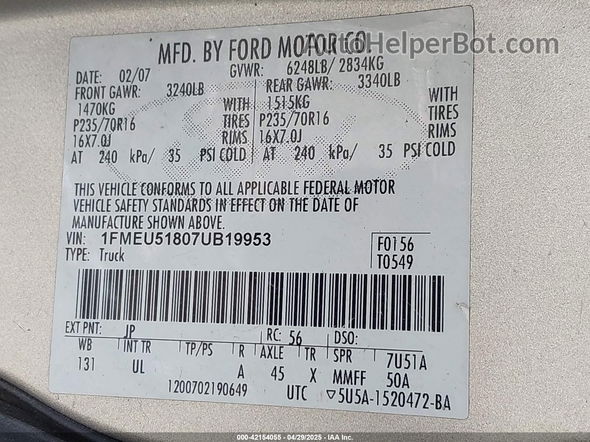 AutoHelperBot.com
MFD. BY FORD MOTOR CO.
DATE: 02/07 GVWR: 6248LB/ 2834KG
FRONT GAWR: 3240LB REAR GAWR: 3340LB
1470KG WITH 1515KG WITH
P235/70R16 TIRES P235/70R16 TIRES
16X7.0J RIMS 16X7.0J RIMS
AT 240 kPa/ 35 PSI COLD AT 240 kPa/ 35 PSI COLD
THIS VEHICLE CONFORMS TO ALL APPLICABLE FEDERAL MOTOR
VEHICLE SAFETY STANDARDS IN EFFECT ON THE DATE OF
MANUFACTURE SHOWN ABOVE.
VIN: 1FMEU51807UB19953 F0156
TYPE: Truck T0549
EXT PNT: JP RC: 56 DSO:
WB INT TR TP/PS R AXLE TR SPR 7U51A
131 UL A 45 X MMFF 50A
1200702190649 UTC ▽5U5A-1520472-BA
000-42154055 - 04/29/2025 - IAA Inc.